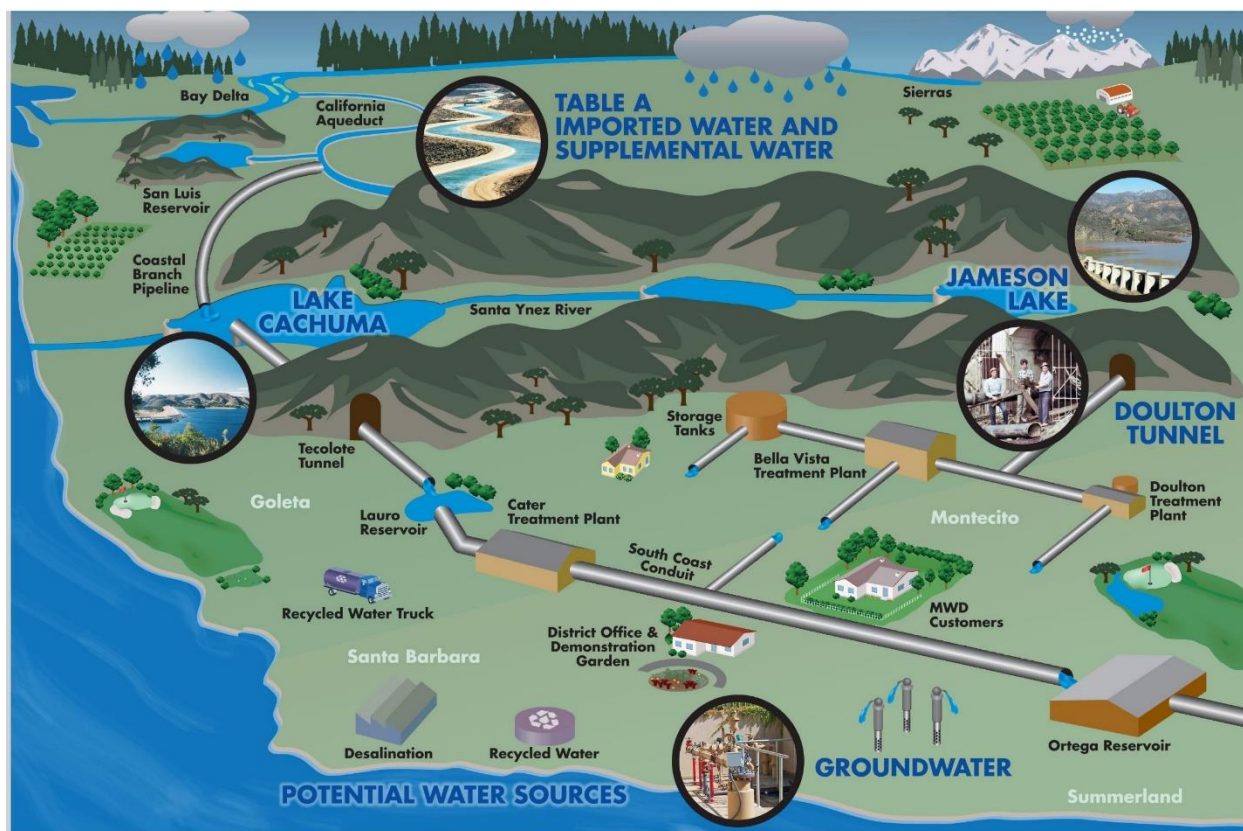 Bay Delta
California
Aqueduct
TABLE A
IMPORTED WATER AND
SUPPLEMENTAL WATER
Sierras
San Luis
Reservoir
Coastal
Branch
Pipeline
LAKE
CACHUMA
Santa Ynez River
JAMESON
LAKE
DOULTON
TUNNEL
Storage
Tanks
Tecolote
Tunnel
Bella Vista
Treatment Plant
Doulton
Treatment
Plant
Goleta
Lauro
Reservoir
Cater
Treatment Plant
Montecito
South Coast
Conduit
Recycled Water Truck
MWD
Customers
District Office &
Demonstration
Garden
Santa Barbara
Desalination
Recycled Water
Ortega Reservoir
GROUNDWATER
POTENTIAL WATER SOURCES
Summerland